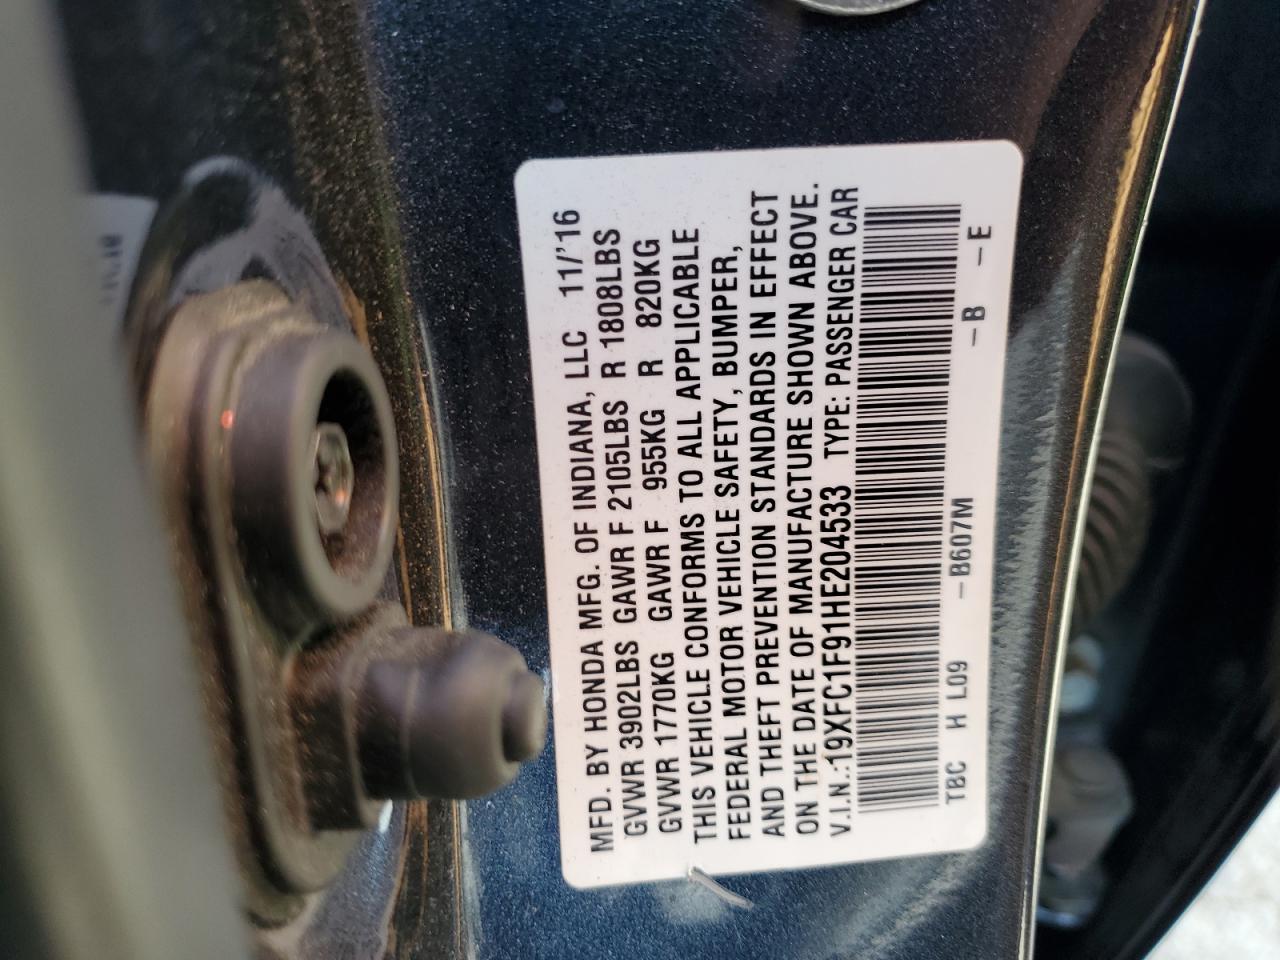 MFD. BY HONDA MFG. OF INDIANA, LLC 11/'16
GVWR 3902LBS GAWR F 2105LBS R 1808LBS
GVWR 1770KG GAWR F 955KG R 820KG
THIS VEHICLE CONFORMS TO ALL APPLICABLE
FEDERAL MOTOR VEHICLE SAFETY, BUMPER,
AND THEFT PREVENTION STANDARDS IN EFFECT
ON THE DATE OF MANUFACTURE SHOWN ABOVE.
V.I.N.:19XFC1F91HE204533 TYPE: PASSENGER CAR
TBC H L09 –B607M –B –E